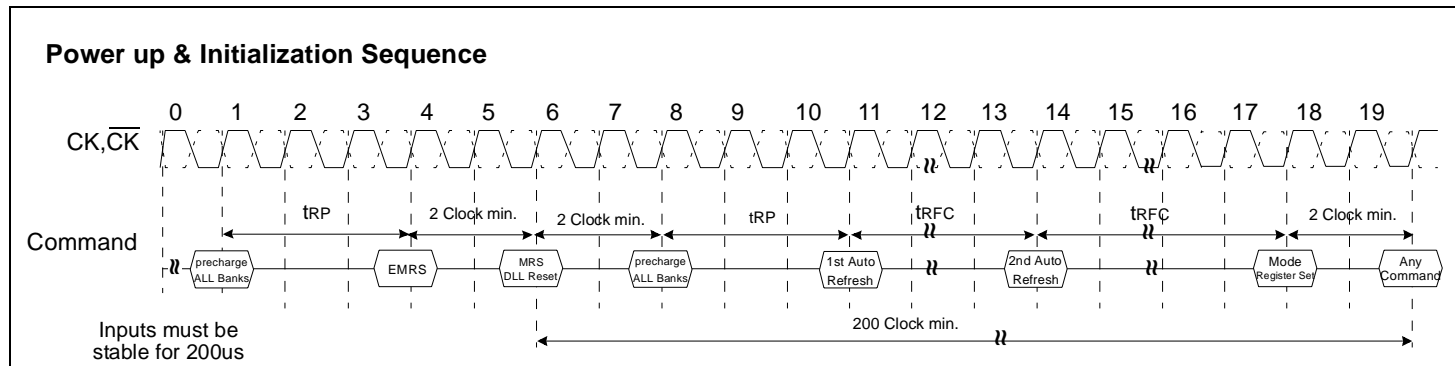 Power up & Initialization Sequence
0 1 2 3 4 5 6 7 8 9 10 11 12 13 14 15 16 17 18 19
CK,C̅K̅
tRP 2 Clock min. 2 Clock min. tRP tRFC tRFC 2 Clock min.
Command
precharge
ALL Banks
EMRS
MRS
DLL Reset
precharge
ALL Banks
1st Auto
Refresh
2nd Auto
Refresh
Mode
Register Set
Any
Command
200 Clock min.
Inputs must be
stable for 200us